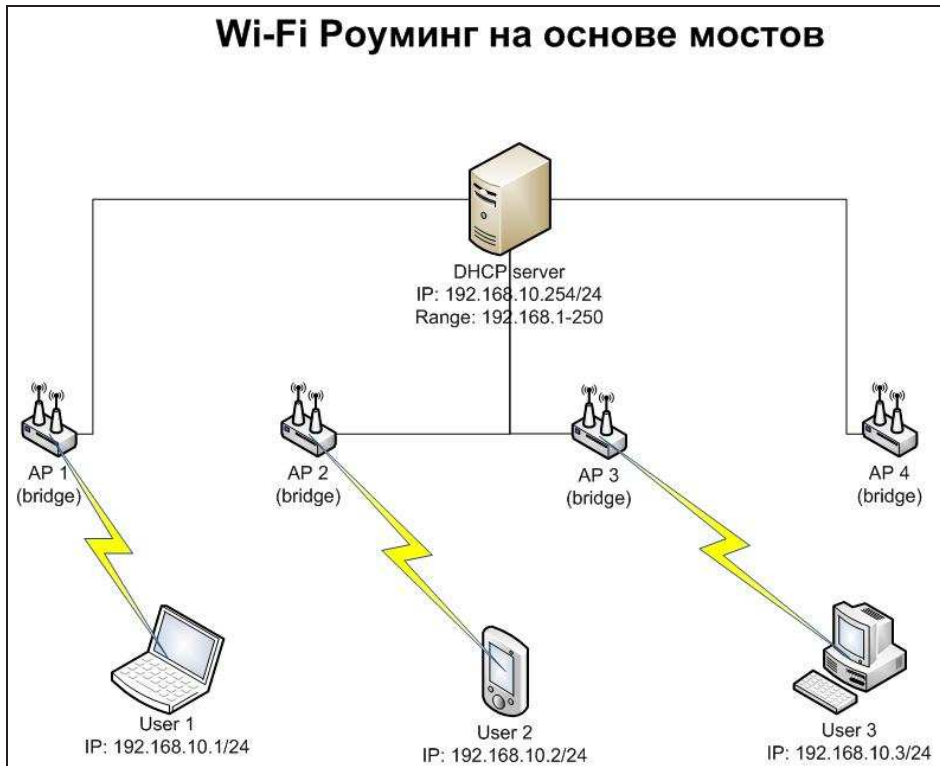 Wi-Fi Роуминг на основе мостов
DHCP server
IP: 192.168.10.254/24
Range: 192.168.1-250
AP 1
(bridge)
AP 2
(bridge)
AP 3
(bridge)
AP 4
(bridge)
User 1
IP: 192.168.10.1/24
User 2
IP: 192.168.10.2/24
User 3
IP: 192.168.10.3/24